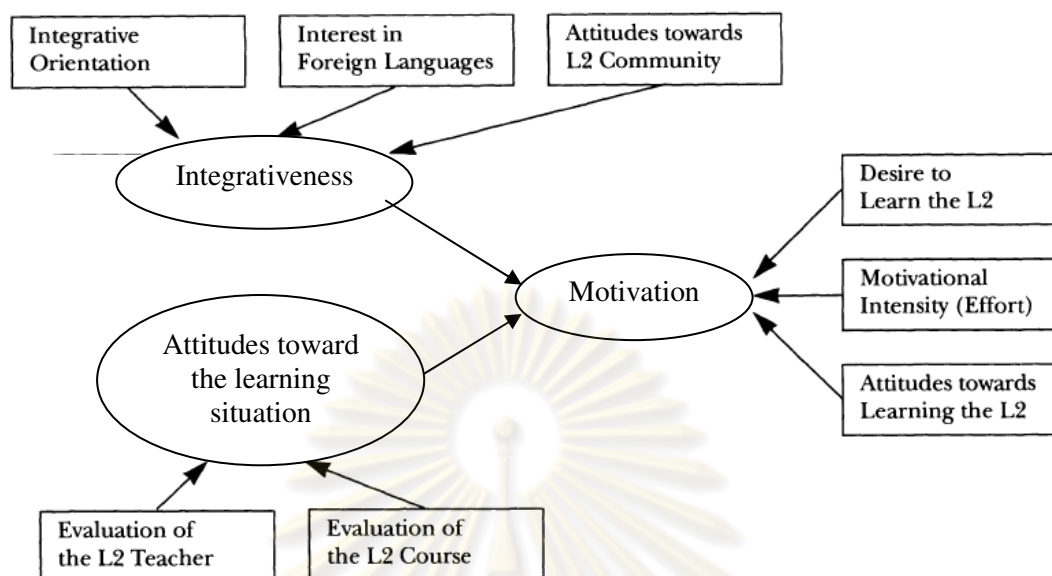 Integrative
Orientation
Interest in
Foreign Languages
Attitudes towards
L2 Community
Integrativeness
Desire to
Learn the L2
Motivation
Motivational
Intensity (Effort)
Attitudes toward
the learning
situation
Attitudes towards
Learning the L2
Evaluation of
the L2 Teacher
Evaluation of
the L2 Course